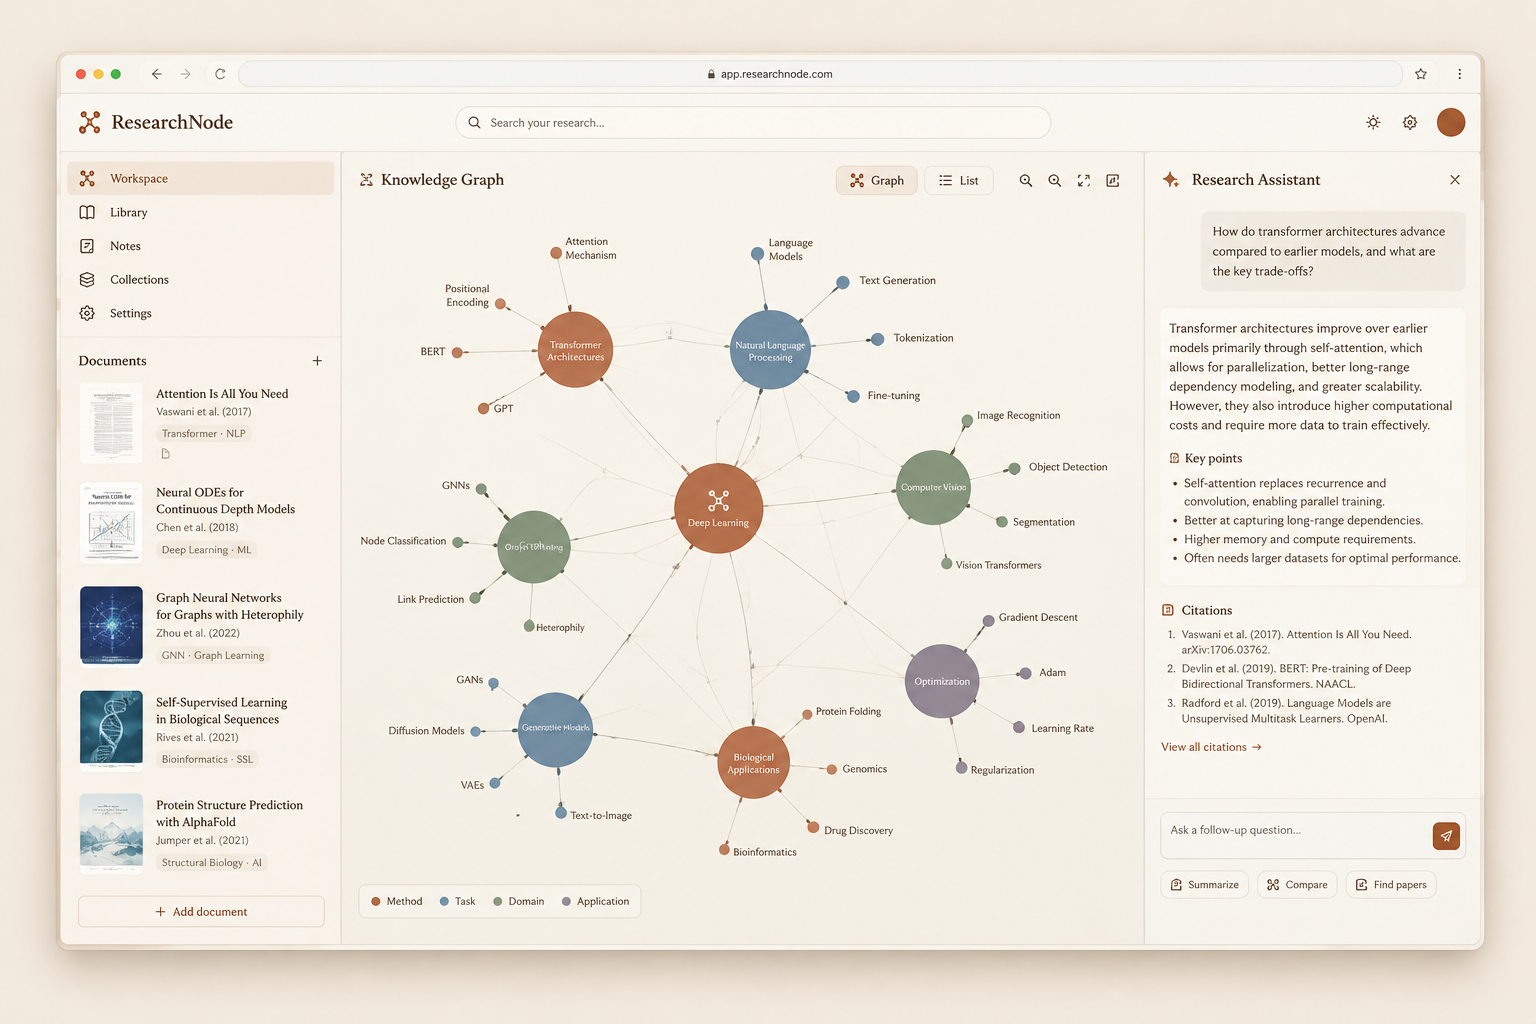 app.researchnode.com
ResearchNode
Search your research...
Workspace
Library
Notes
Collections
Settings
Documents
Attention Is All You Need
Vaswani et al. (2017)
Transformer · NLP
Neural ODEs for
Continuous Depth Models
Chen et al. (2018)
Deep Learning · ML
Graph Neural Networks
for Graphs with Heterophily
Zhou et al. (2022)
GNN · Graph Learning
Self-Supervised Learning
in Biological Sequences
Rives et al. (2021)
Bioinformatics · SSL
Protein Structure Prediction
with AlphaFold
Jumper et al. (2021)
Structural Biology · AI
+ Add document
Knowledge Graph
Graph
List
Attention
Mechanism
Positional
Encoding
BERT
GPT
Transformer
Architectures
Language
Models
Text Generation
Tokenization
Fine-tuning
Natural Language
Processing
Image Recognition
Object Detection
Segmentation
Vision Transformers
Computer Vision
Deep Learning
GNNs
Node Classification
Link Prediction
Heterophily
Gradient Descent
Adam
Learning Rate
Regularization
Optimization
GANs
Diffusion Models
VAEs
Text-to-Image
Generative Models
Protein Folding
Genomics
Drug Discovery
Bioinformatics
Biological
Applications
Method
Task
Domain
Application
Research Assistant
How do transformer architectures advance
compared to earlier models, and what are
the key trade-offs?
Transformer architectures improve over earlier
models primarily through self-attention, which
allows for parallelization, better long-range
dependency modeling, and greater scalability.
However, they also introduce higher computational
costs and require more data to train effectively.
Key points
• Self-attention replaces recurrence and
convolution, enabling parallel training.
• Better at capturing long-range dependencies.
• Higher memory and compute requirements.
• Often needs larger datasets for optimal performance.
Citations
1. Vaswani et al. (2017). Attention Is All You Need.
arXiv:1706.03762.
2. Devlin et al. (2019). BERT: Pre-training of Deep
Bidirectional Transformers. NAACL.
3. Radford et al. (2019). Language Models are
Unsupervised Multitask Learners. OpenAI.
View all citations →
Ask a follow-up question...
Summarize
Compare
Find papers